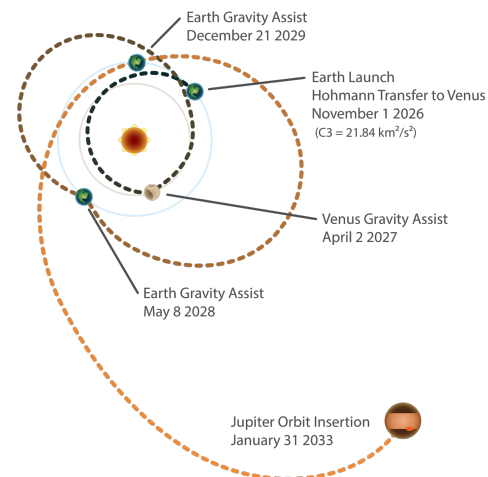 Earth Gravity Assist
December 21 2029
Earth Launch
Hohmann Transfer to Venus
November 1 2026
(C3 = 21.84 km²/s²)
Venus Gravity Assist
April 2 2027
Earth Gravity Assist
May 8 2028
Jupiter Orbit Insertion
January 31 2033